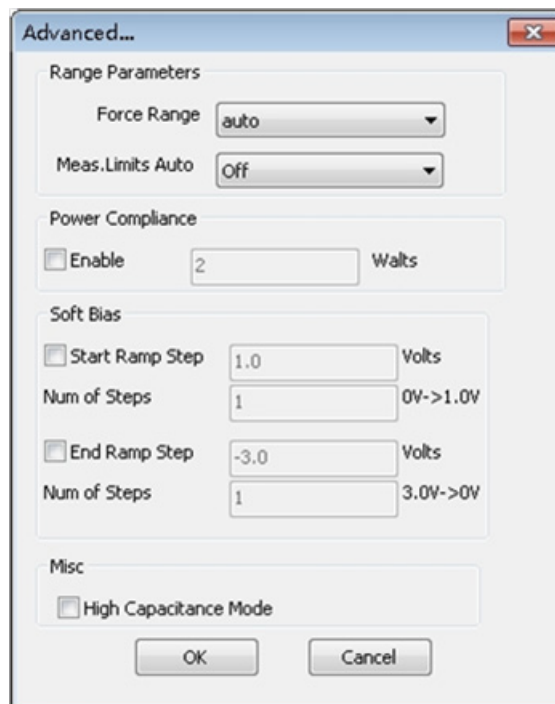 Advanced...
Range Parameters
Force Range auto
Meas.Limits Auto Off
Power Compliance
Enable 2 Walts
Soft Bias
Start Ramp Step 1.0 Volts
Num of Steps 1 0V->1.0V
End Ramp Step -3.0 Volts
Num of Steps 1 3.0V->0V
Misc
High Capacitance Mode
OK Cancel